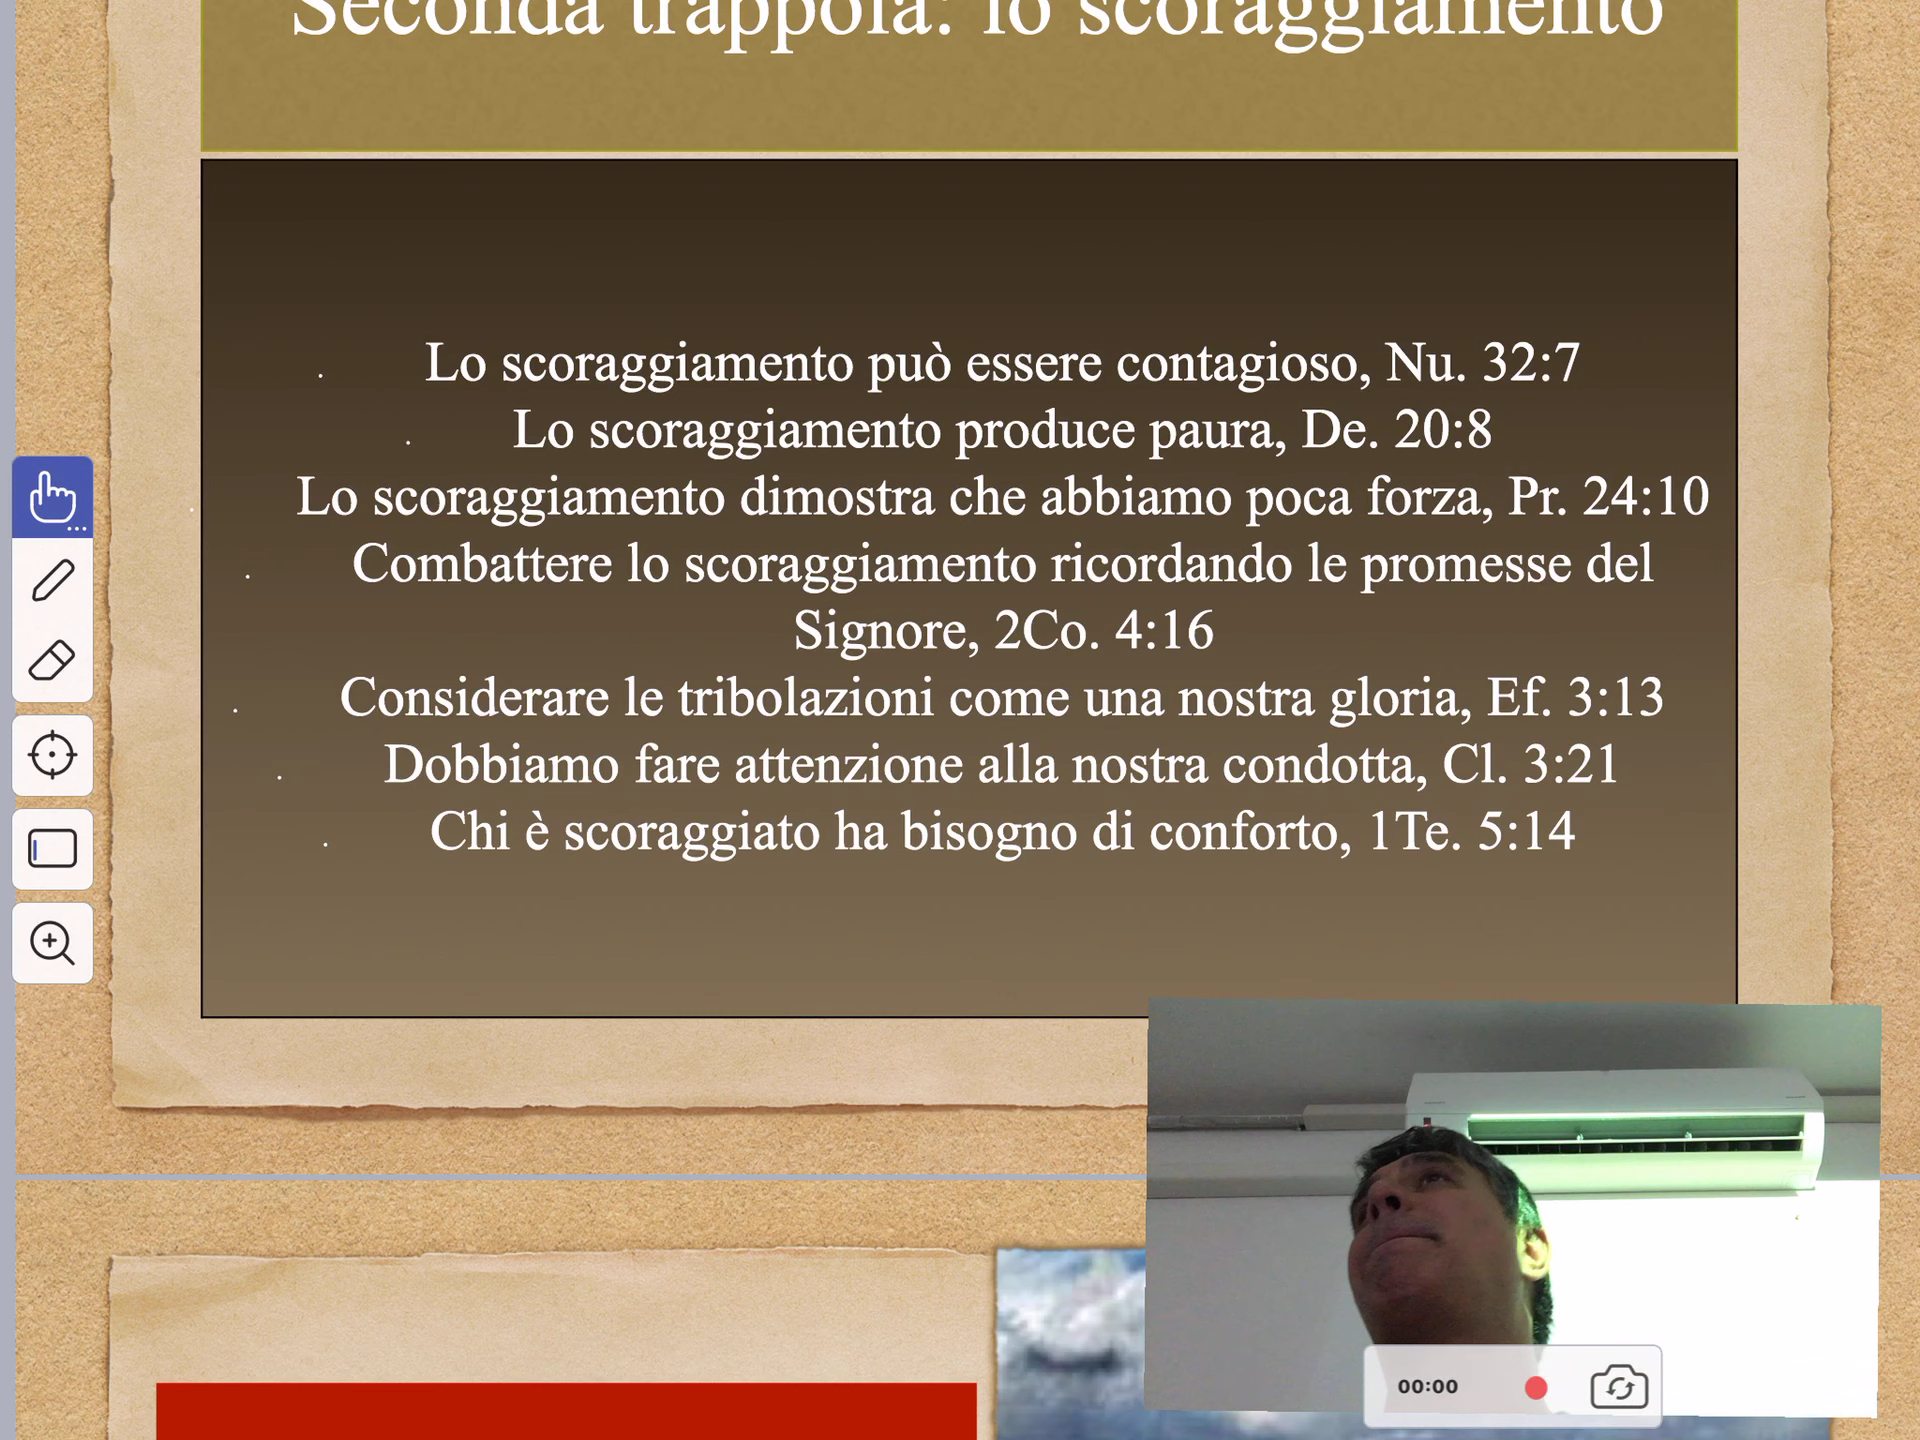 Seconda trappola: lo scoraggiamento
Lo scoraggiamento può essere contagioso, Nu. 32:7
Lo scoraggiamento produce paura, De. 20:8
Lo scoraggiamento dimostra che abbiamo poca forza, Pr. 24:10
Combattere lo scoraggiamento ricordando le promesse del
Signore, 2Co. 4:16
Considerare le tribolazioni come una nostra gloria, Ef. 3:13
Dobbiamo fare attenzione alla nostra condotta, Cl. 3:21
Chi è scoraggiato ha bisogno di conforto, 1Te. 5:14
00:00